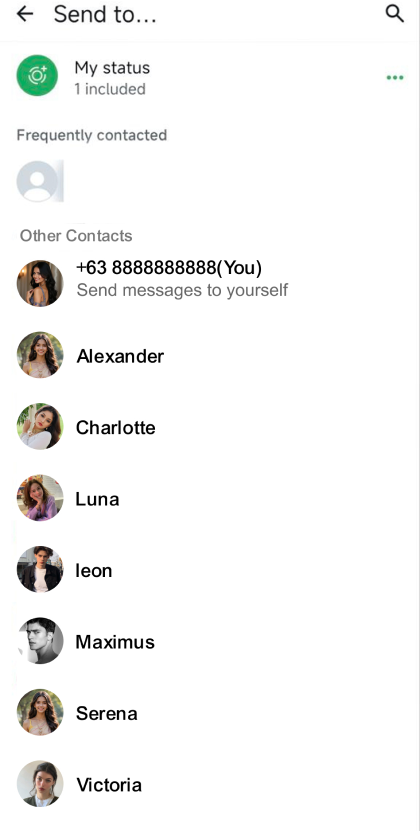 Send to...
My status
1 included
Frequently contacted
Other Contacts
+63 8888888888(You)
Send messages to yourself
Alexander
Charlotte
Luna
leon
Maximus
Serena
Victoria